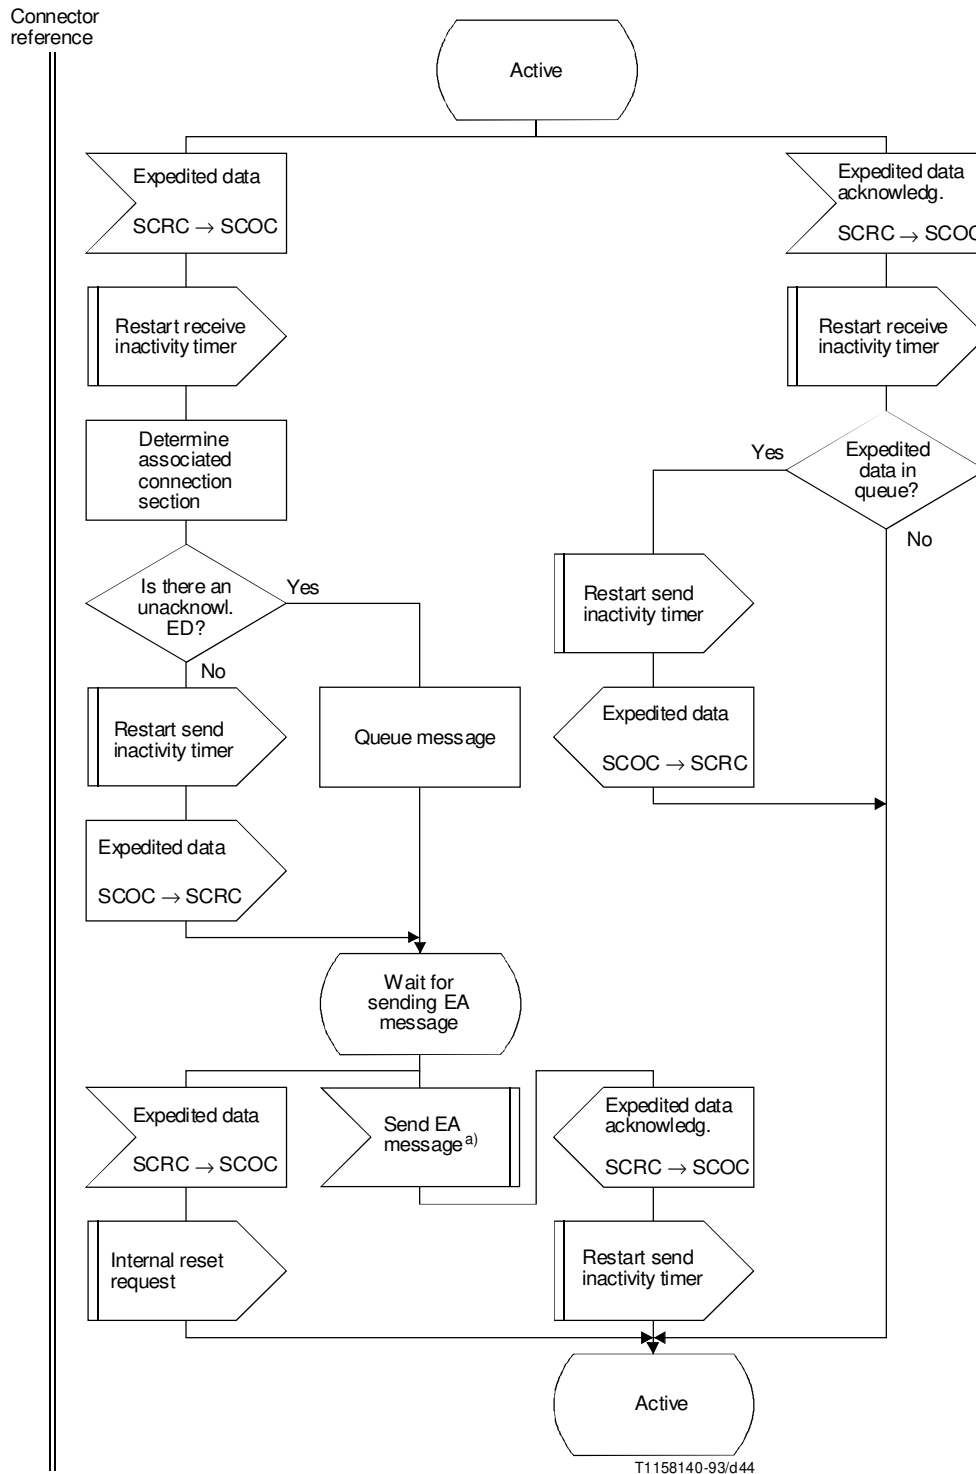 Connector
reference
Active
Expedited data
SCRC → SCOC
Expedited data
acknowledg.
SCRC → SCOC
Restart receive
inactivity timer
Restart receive
inactivity timer
Determine
associated
connection
section
Yes
Expedited
data in
queue?
No
Is there an
unacknowl.
ED?
Yes
No
Restart send
inactivity timer
Restart send
inactivity timer
Queue message
Expedited data
SCOC → SCRC
Expedited data
SCOC → SCRC
Wait for
sending EA
message
Expedited data
SCRC → SCOC
Send EA
message a)
Expedited data
acknowledg.
SCRC → SCOC
Internal reset
request
Restart send
inactivity timer
Active
T1158140-93/d44